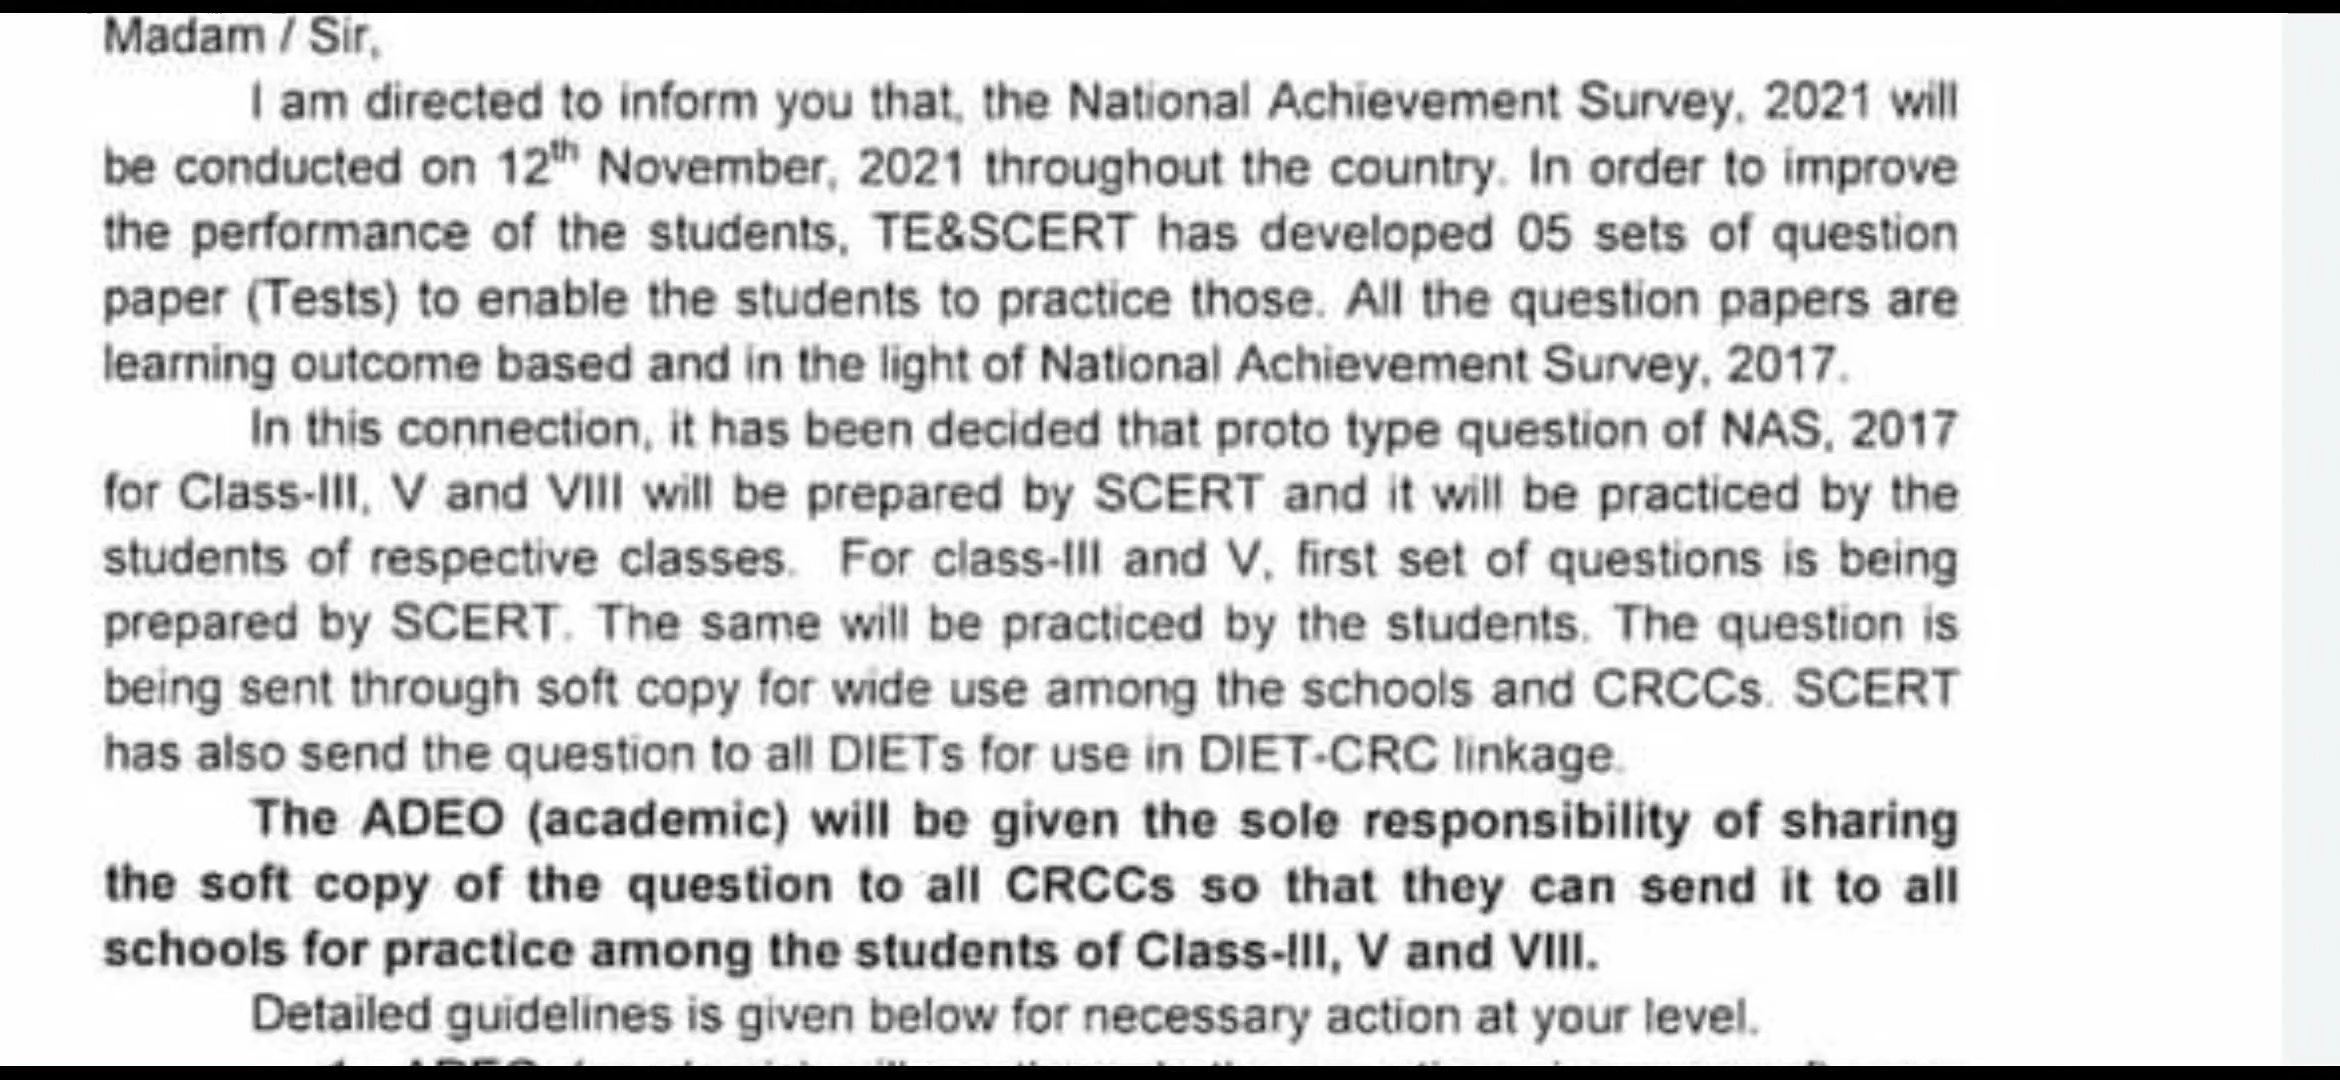 Madam / Sir,
I am directed to inform you that, the National Achievement Survey, 2021 will
be conducted on 12th November, 2021 throughout the country. In order to improve
the performance of the students, TE&SCERT has developed 05 sets of question
paper (Tests) to enable the students to practice those. All the question papers are
learning outcome based and in the light of National Achievement Survey, 2017.
In this connection, it has been decided that proto type question of NAS, 2017
for Class-III, V and VIII will be prepared by SCERT and it will be practiced by the
students of respective classes. For class-III and V, first set of questions is being
prepared by SCERT. The same will be practiced by the students. The question is
being sent through soft copy for wide use among the schools and CRCCs. SCERT
has also send the question to all DIETs for use in DIET-CRC linkage.
The ADEO (academic) will be given the sole responsibility of sharing
the soft copy of the question to all CRCCs so that they can send it to all
schools for practice among the students of Class-III, V and VIII.
Detailed guidelines is given below for necessary action at your level.